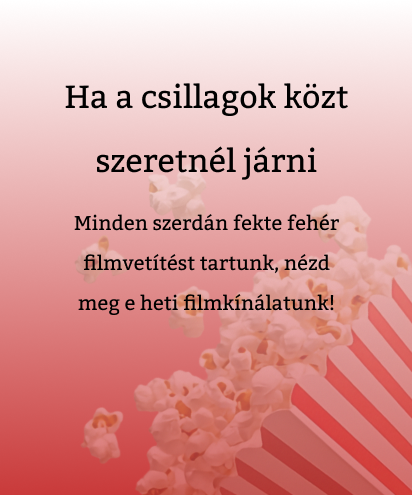 Ha a csillagok közt
szeretnél járni
Minden szerdán fekte fehér
filmvetítést tartunk, nézd
meg e heti filmkínálatunk!